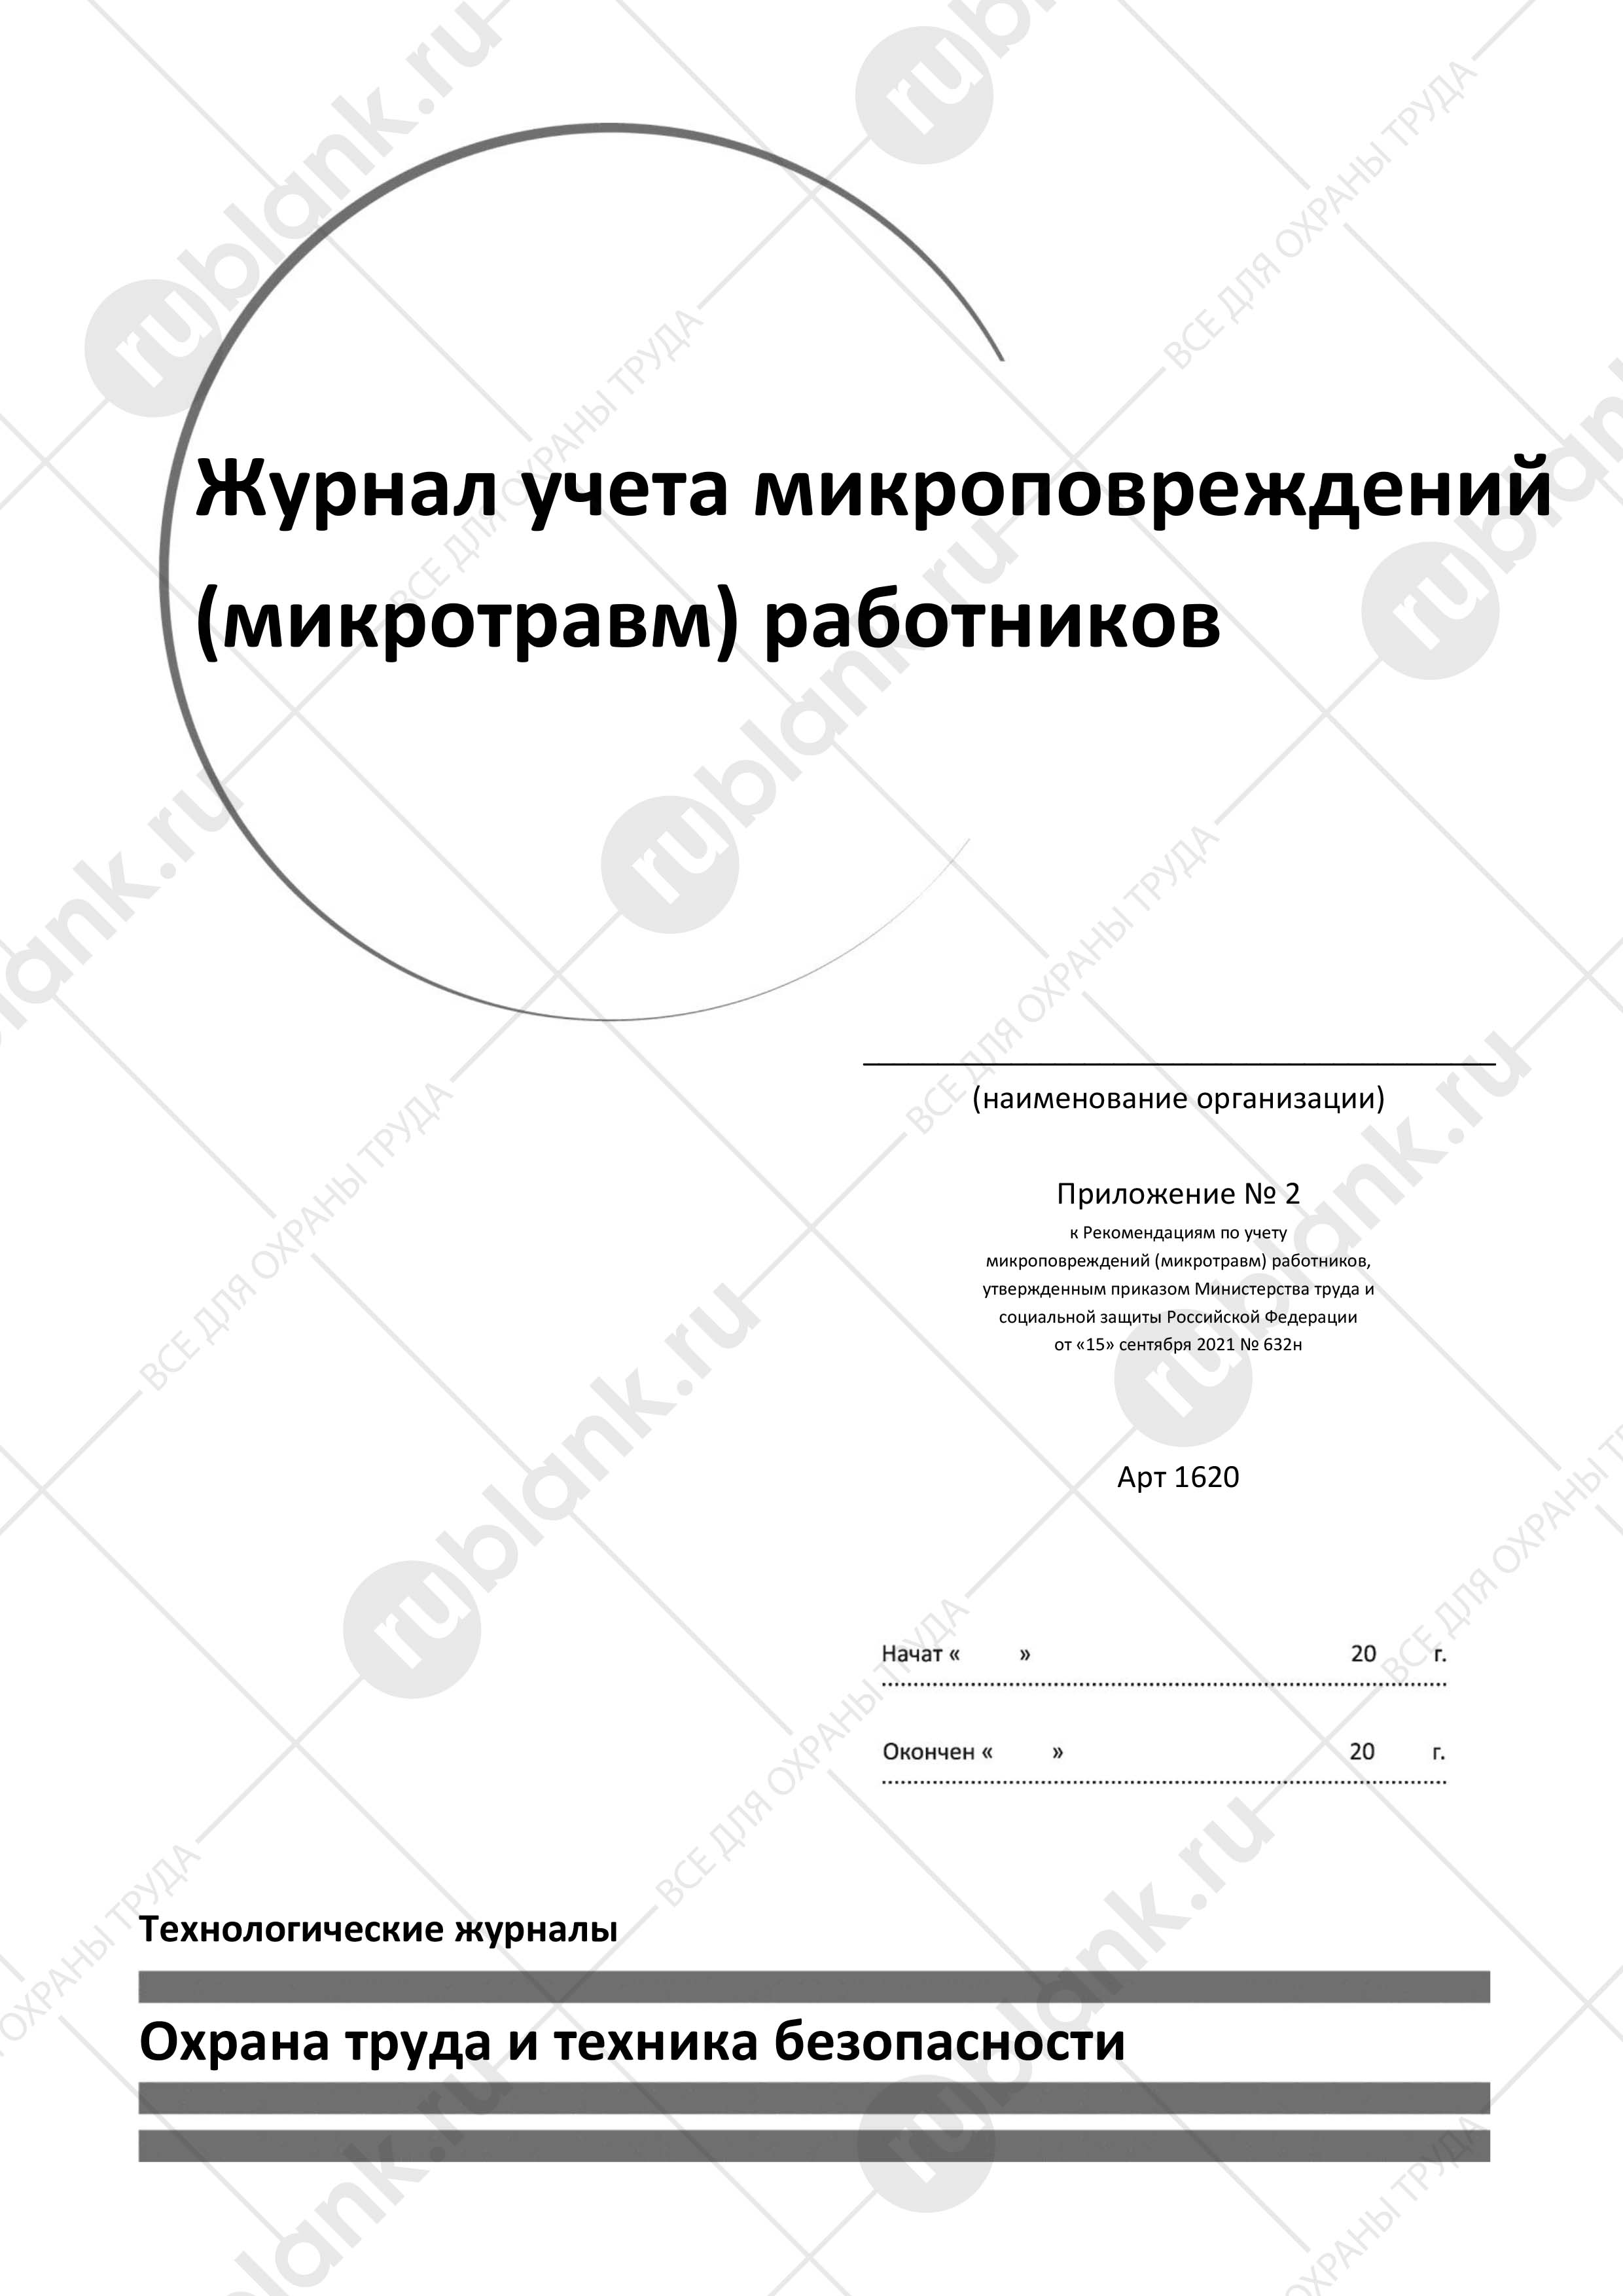 Журнал учета микроповреждений
(микротравм) работников
(наименование организации)
Приложение № 2
к Рекомендациям по учету
микроповреждений (микротравм) работников,
утвержденным приказом Министерства труда и
социальной защиты Российской Федерации
от «15» сентября 2021 № 632н
Арт 1620
Начат « » 20 г.
Окончен « » 20 г.
Технологические журналы
Охрана труда и техника безопасности
rublank.ru
ВСЕ ДЛЯ ОХРАНЫ ТРУДА